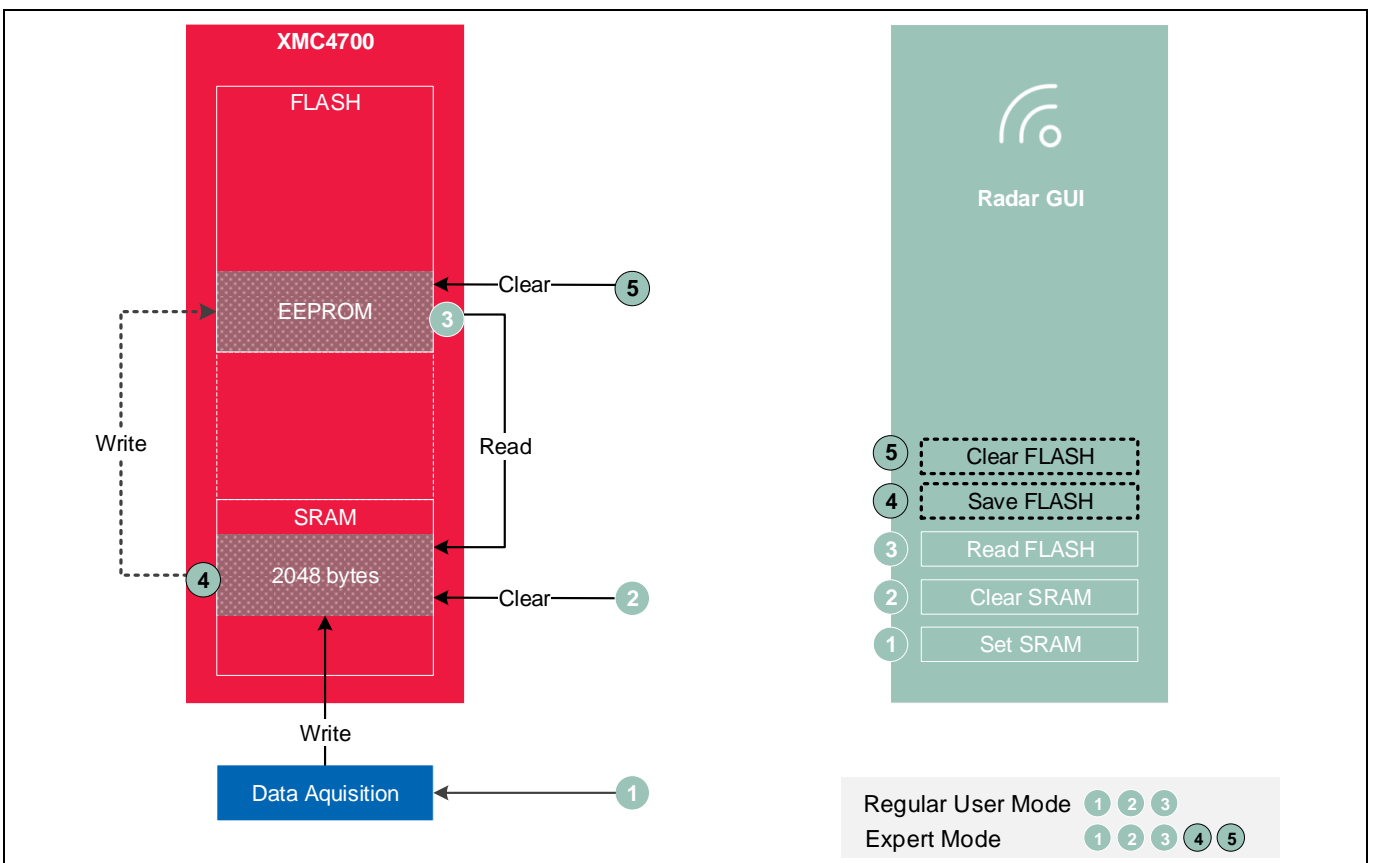 XMC4700
FLASH
EEPROM
3
Clear
5
Write
Read
SRAM
2048 bytes
4
Clear
2
Write
Data Aquisition
1
Radar GUI
5 Clear FLASH
4 Save FLASH
3 Read FLASH
2 Clear SRAM
1 Set SRAM
Regular User Mode 1 2 3
Expert Mode 1 2 3 4 5